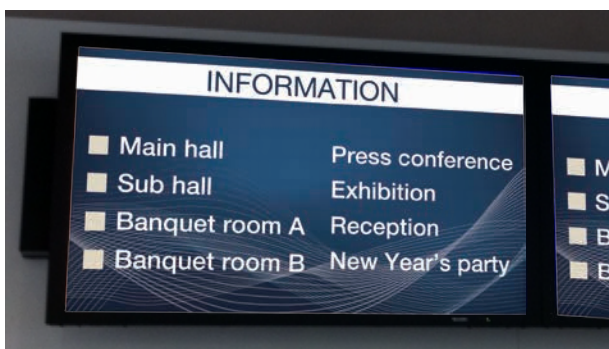 INFORMATION
Main hall Press conference
Sub hall Exhibition
Banquet room A Reception
Banquet room B New Year's party
M
S
B
B